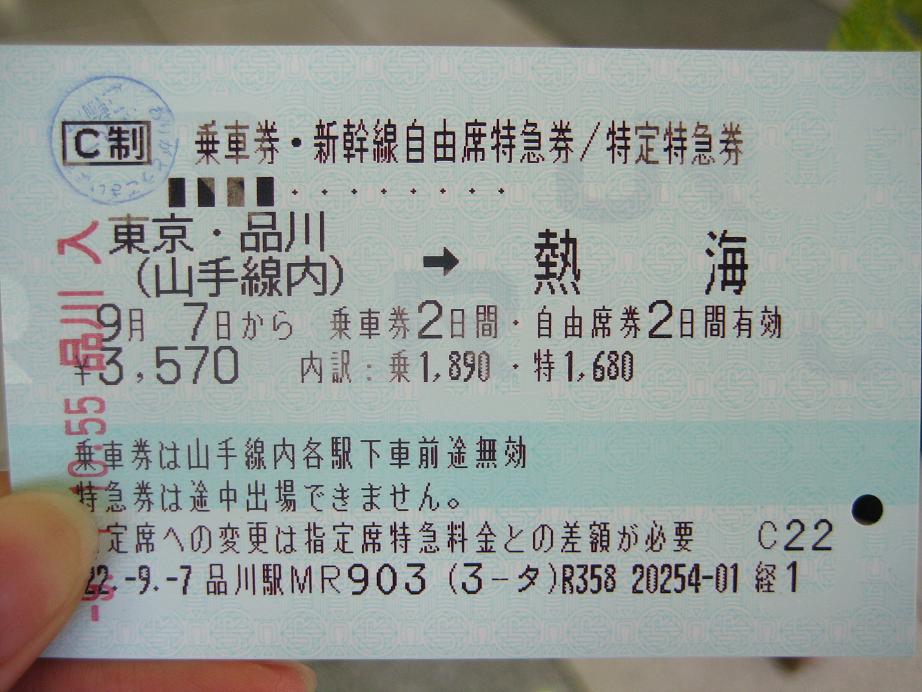 C制 乗車券・新幹線自由席特急券/特定特急券
東京・品川 → 熱 海
(山手線内)
9月 7日から 乗車券2日間・自由席券2日間有効
¥3,570 内訳:乗1,890・特1,680
乗車券は山手線内各駅下車前途無効
特急券は途中出場できません。
定席への変更は指定席特急料金との差額が必要 C22
22.-9.-7 品川駅MR903 (3-タ)R358 20254-01 経1
10:55 品川 入